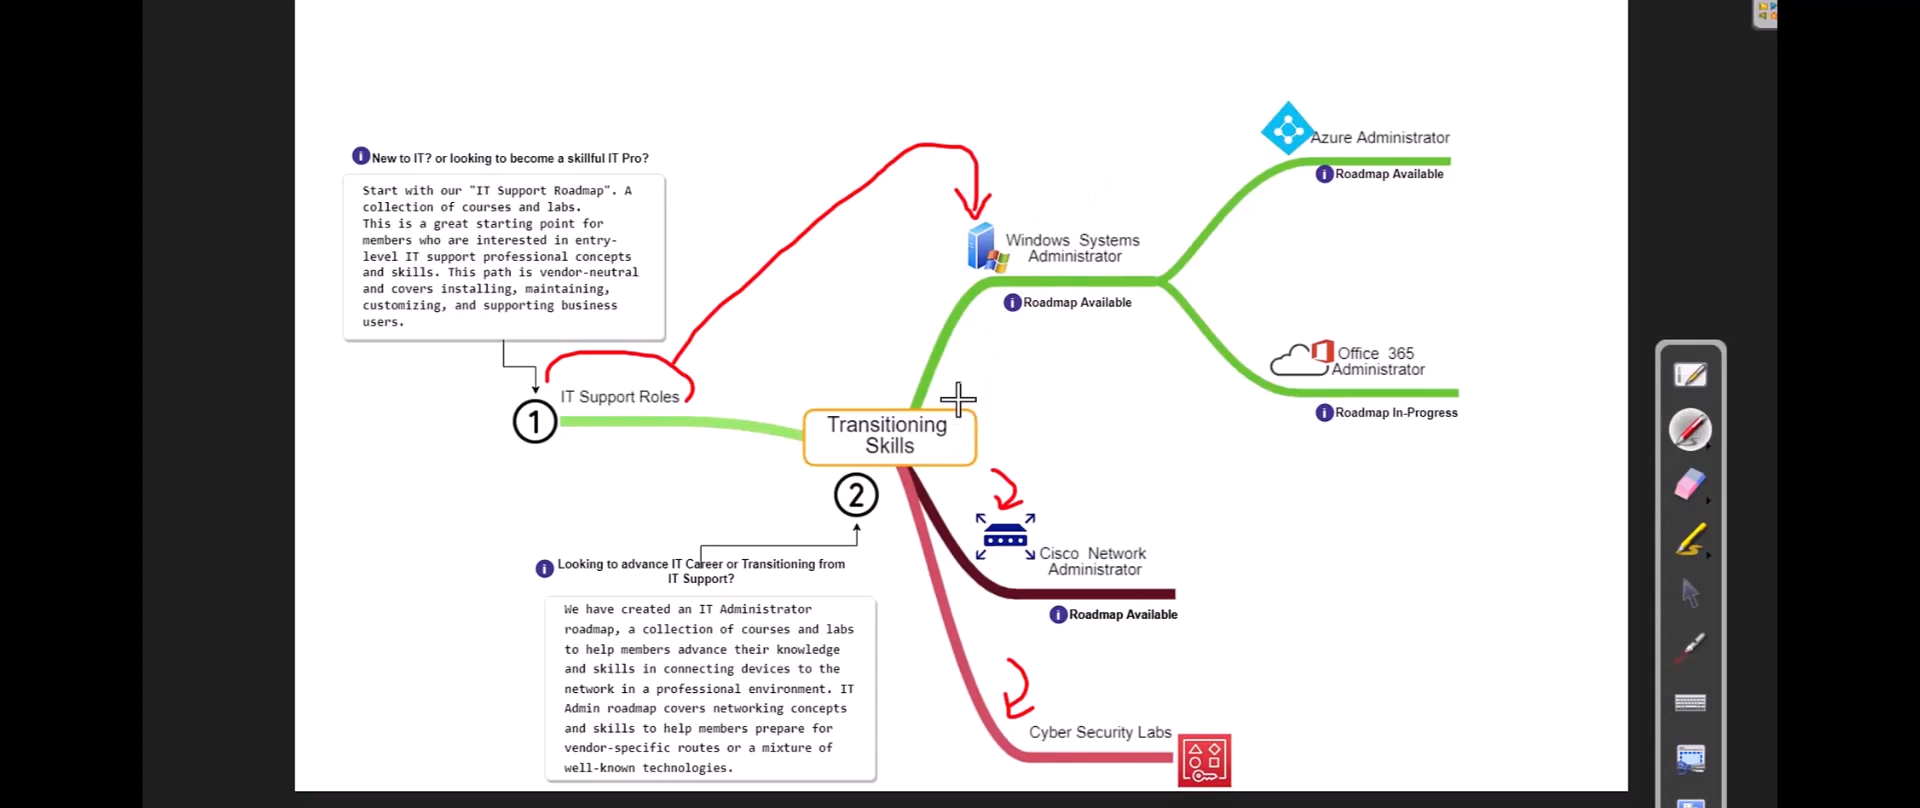 New to IT? or looking to become a skillful IT Pro?
Start with our "IT Support Roadmap". A
collection of courses and labs.
This is a great starting point for
members who are interested in entry-
level IT support professional concepts
and skills. This path is vendor-neutral
and covers installing, maintaining,
customizing, and supporting business
users.
1
IT Support Roles
Transitioning
Skills
2
Looking to advance IT Career or Transitioning from
IT Support?
We have created an IT Administrator
roadmap, a collection of courses and labs
to help members advance their knowledge
and skills in connecting devices to the
network in a professional environment. IT
Admin roadmap covers networking concepts
and skills to help members prepare for
vendor-specific routes or a mixture of
well-known technologies.
Windows Systems
Administrator
Roadmap Available
Azure Administrator
Roadmap Available
Office 365
Administrator
Roadmap In-Progress
Cisco Network
Administrator
Roadmap Available
Cyber Security Labs